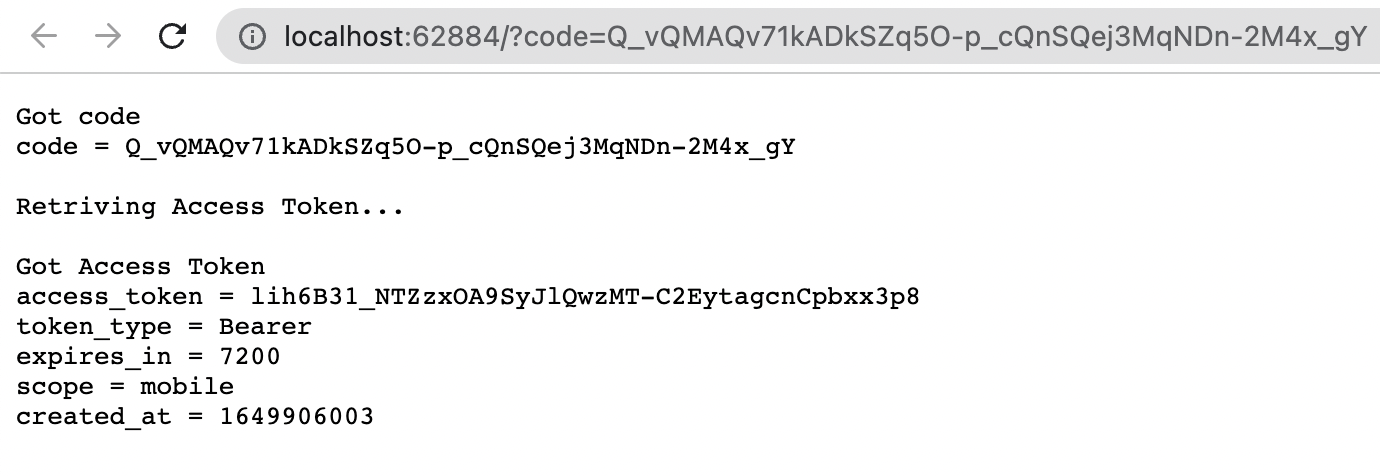 localhost:62884/?code=Q_vQMAQv71kADkSZq5O-p_cQnSQej3MqNDn-2M4x_gY
Got code
code = Q_vQMAQv71kADkSZq5O-p_cQnSQej3MqNDn-2M4x_gY
Retriving Access Token...
Got Access Token
access_token = lih6B31_NTZzxOA9SyJlQwzMT-C2EytagcnCpbxx3p8
token_type = Bearer
expires_in = 7200
scope = mobile
created_at = 1649906003